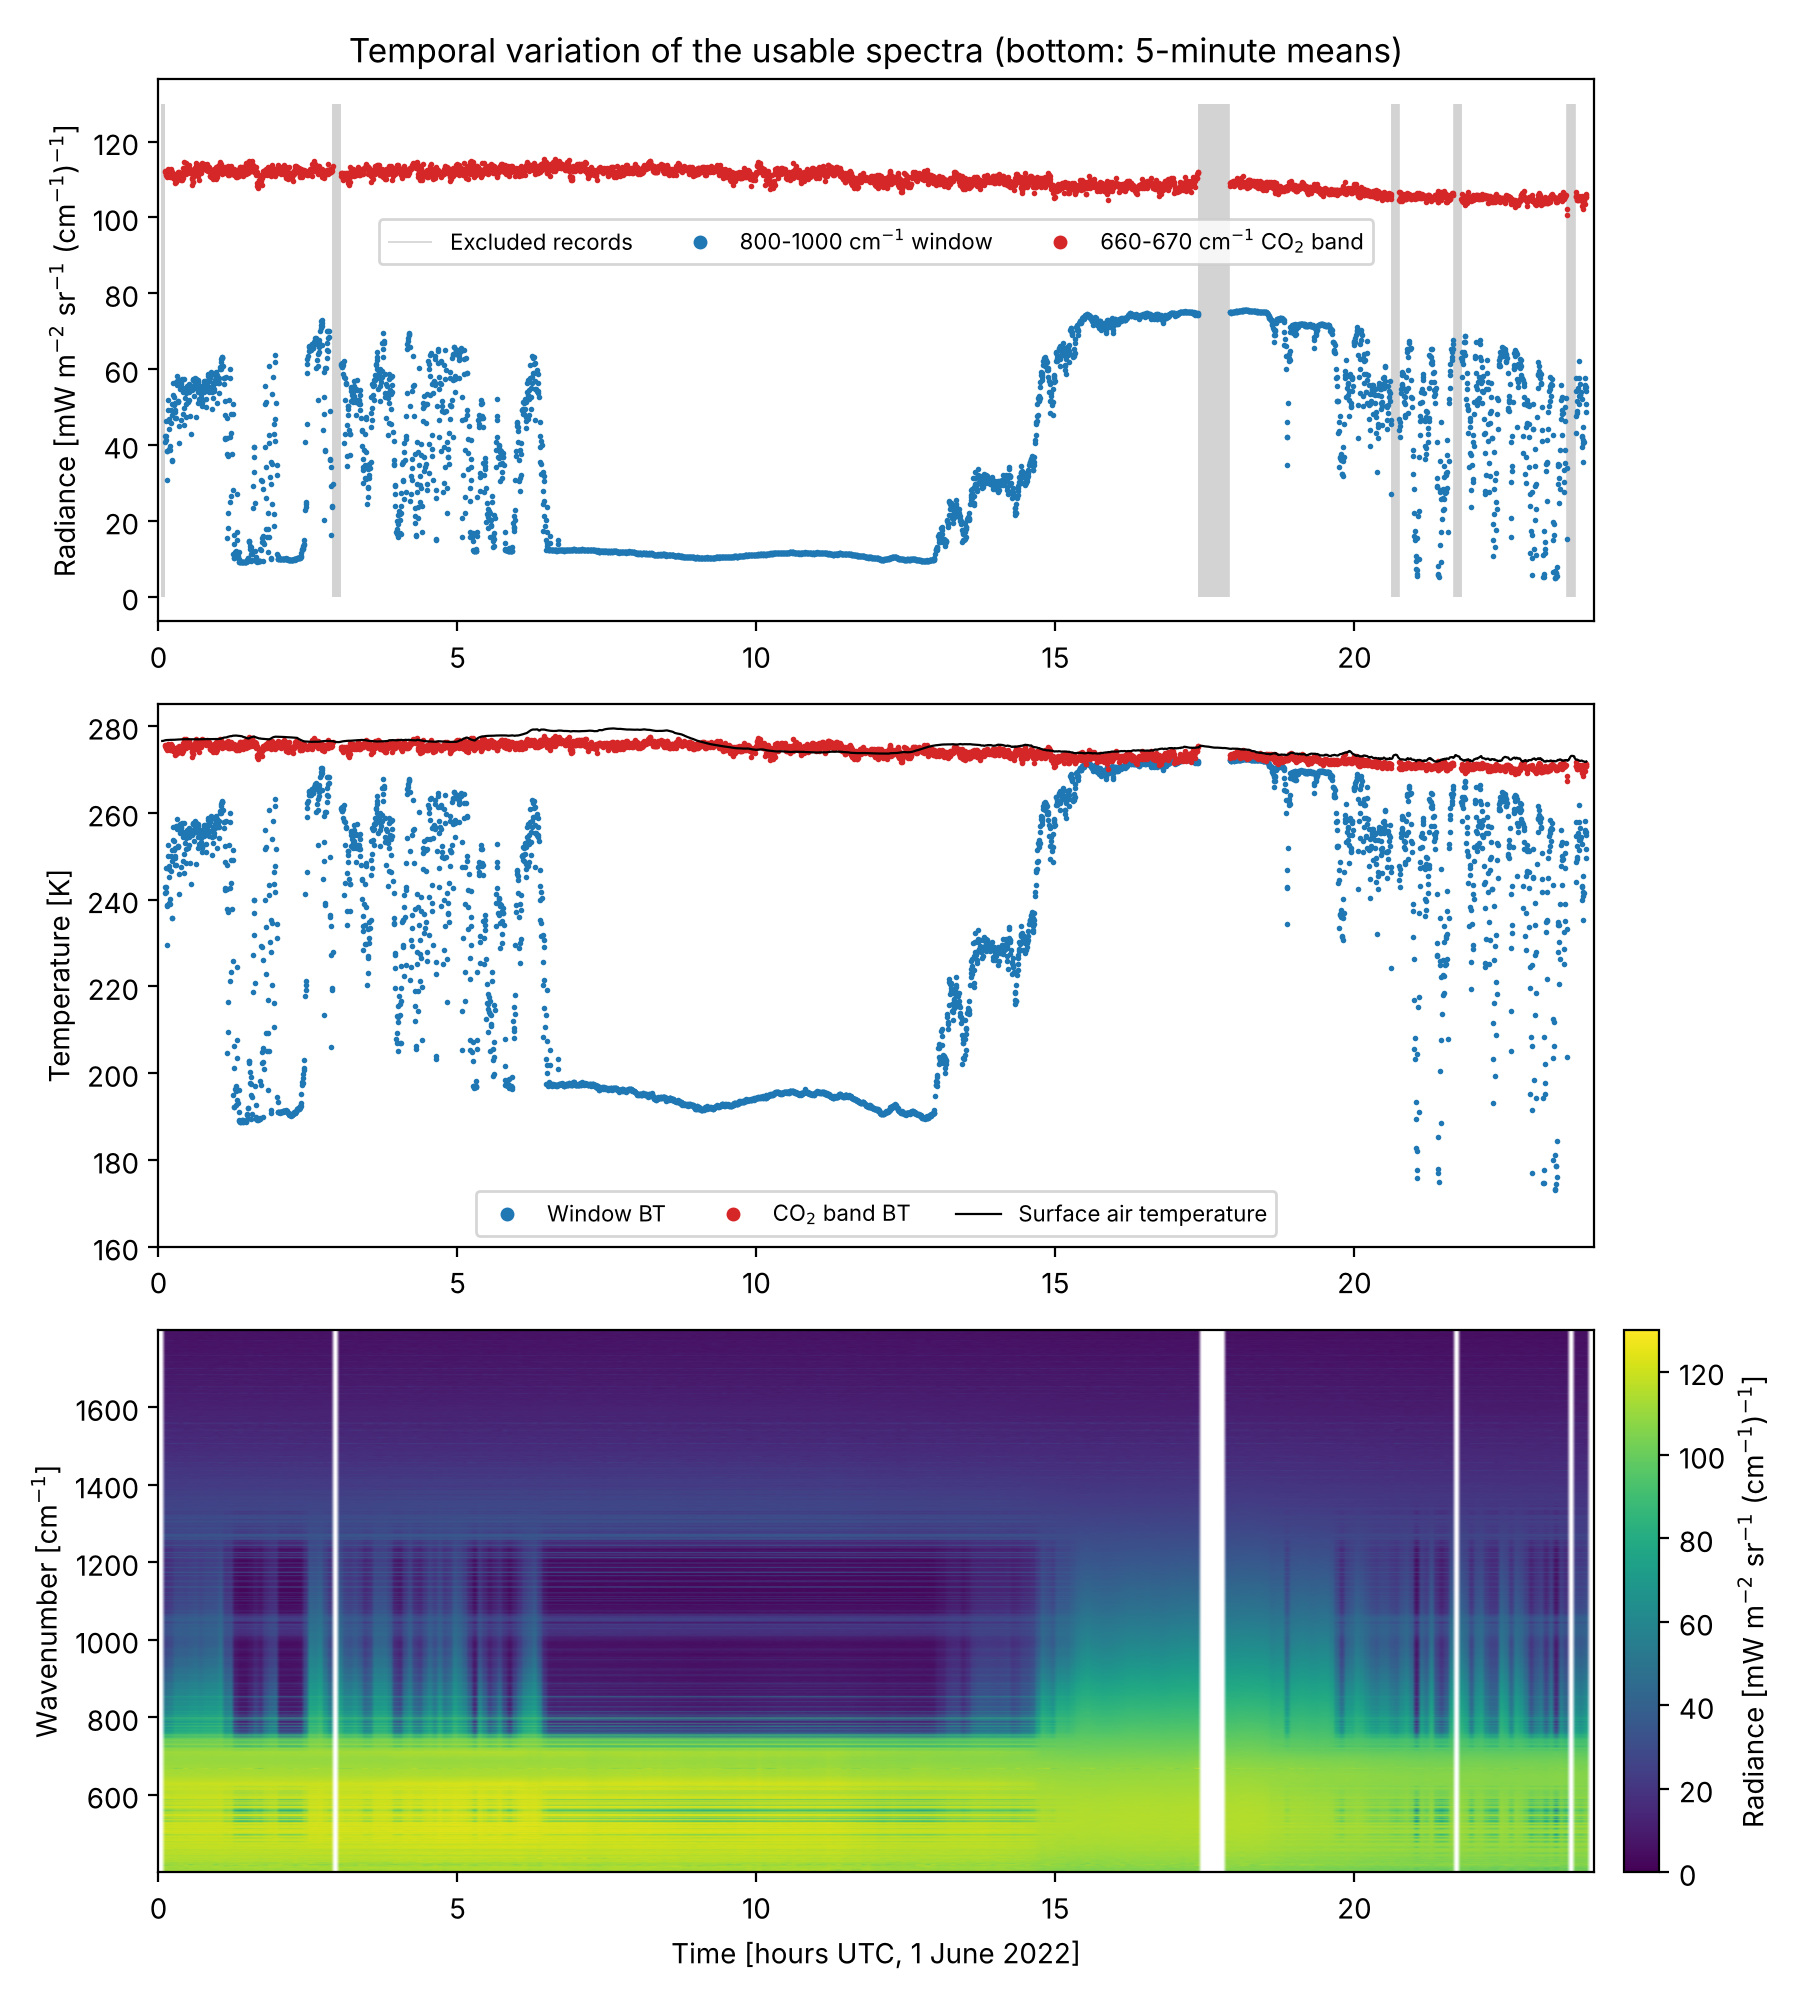 Temporal variation of the usable spectra (bottom: 5-minute means)
Radiance [mW m⁻² sr⁻¹ (cm⁻¹)⁻¹]
120
100
80
60
40
20
0
Excluded records
800-1000 cm⁻¹ window
660-670 cm⁻¹ CO₂ band
0 5 10 15 20
Temperature [K]
280
260
240
220
200
180
160
Window BT
CO₂ band BT
Surface air temperature
0 5 10 15 20
Wavenumber [cm⁻¹]
1600
1400
1200
1000
800
600
0 5 10 15 20
Time [hours UTC, 1 June 2022]
120
100
80
60
40
20
0
Radiance [mW m⁻² sr⁻¹ (cm⁻¹)⁻¹]